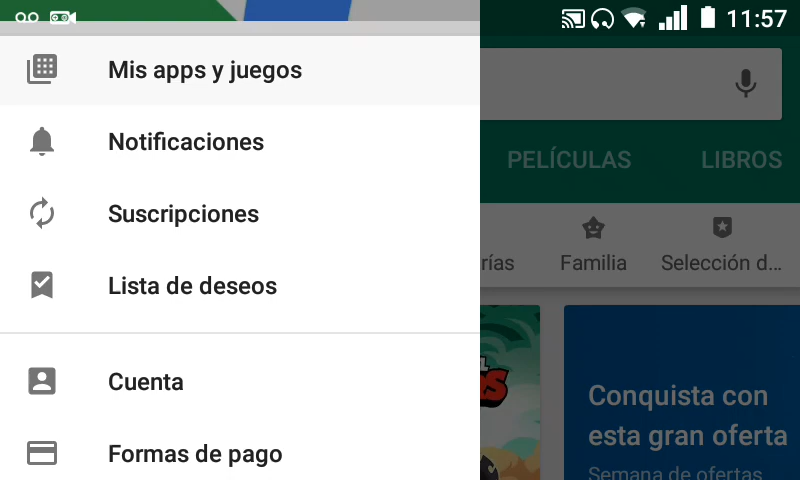 11:57
Mis apps y juegos
Notificaciones
Suscripciones
Lista de deseos
Cuenta
Formas de pago
PELÍCULAS LIBROS
rías Familia Selección d...
Conquista con
esta gran oferta
Semana de ofertas